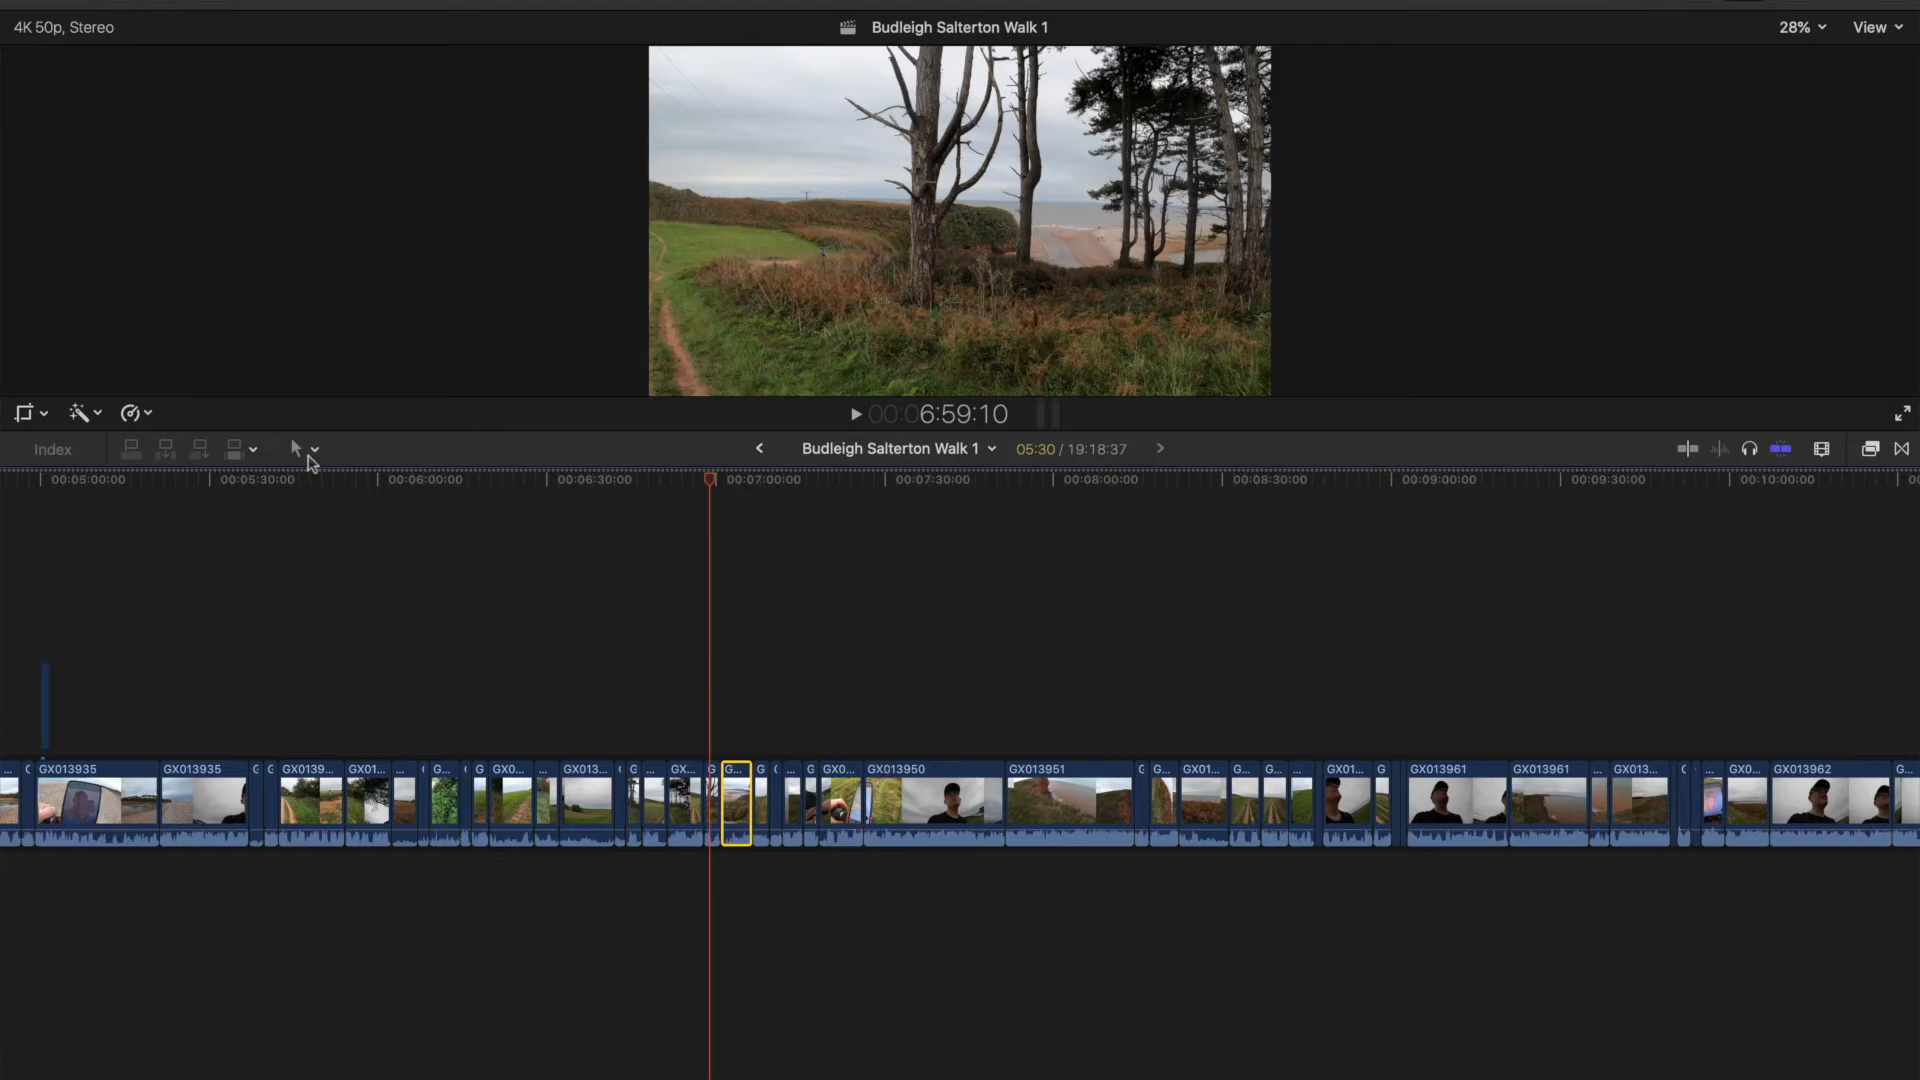 4K 50p, Stereo
Budleigh Salterton Walk 1
28%
View
00:06:59:10
Index
Budleigh Salterton Walk 1
05:30 / 19:18:37
00:05:00:00
00:05:30:00
00:06:00:00
00:06:30:00
00:07:00:00
00:07:30:00
00:08:00:00
00:08:30:00
00:09:00:00
00:09:30:00
00:10:00:00
GX013935
GX013935
G
G
GX0139...
GX01...
...
G...
G
GX0...
...
GX013...
G
...
GX...
G
G...
G
...
G
GX0...
GX013950
GX013951
G...
GX01...
G...
G...
...
GX01...
G
GX013961
GX013961
...
GX013...
...
GX0...
GX013962
G...